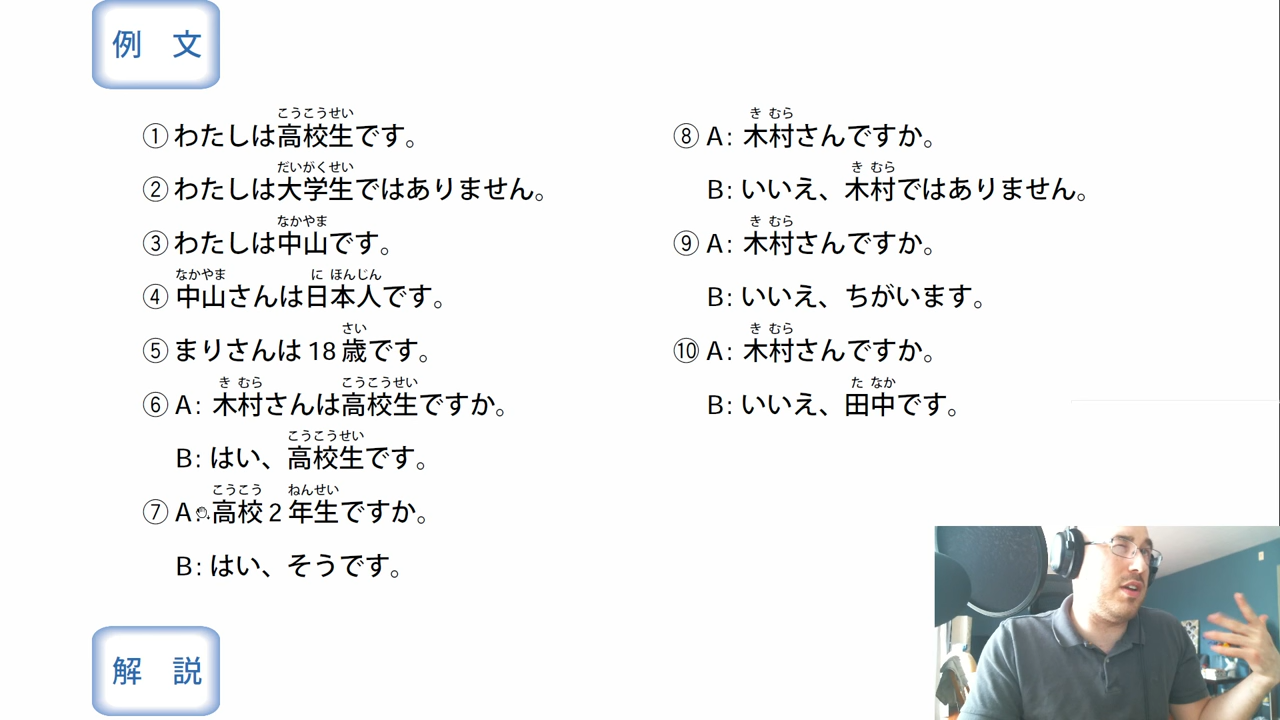 例 文
こうこうせい
① わたしは高校生です。
だいがくせい
② わたしは大学生ではありません。
なかやま
③ わたしは中山です。
なかやま に ほんじん
④ 中山さんは日本人です。
さい
⑤ まりさんは 18 歳です。
き むら こうこうせい
⑥ A: 木村さんは高校生ですか。
こうこうせい
B: はい、高校生です。
こうこう ねんせい
⑦ A: 高校 2 年生ですか。
B: はい、そうです。
き むら
⑧ A: 木村さんですか。
き むら
B: いいえ、木村ではありません。
き むら
⑨ A: 木村さんですか。
B: いいえ、ちがいます。
き むら
⑩ A: 木村さんですか。
た なか
B: いいえ、田中です。
解 説